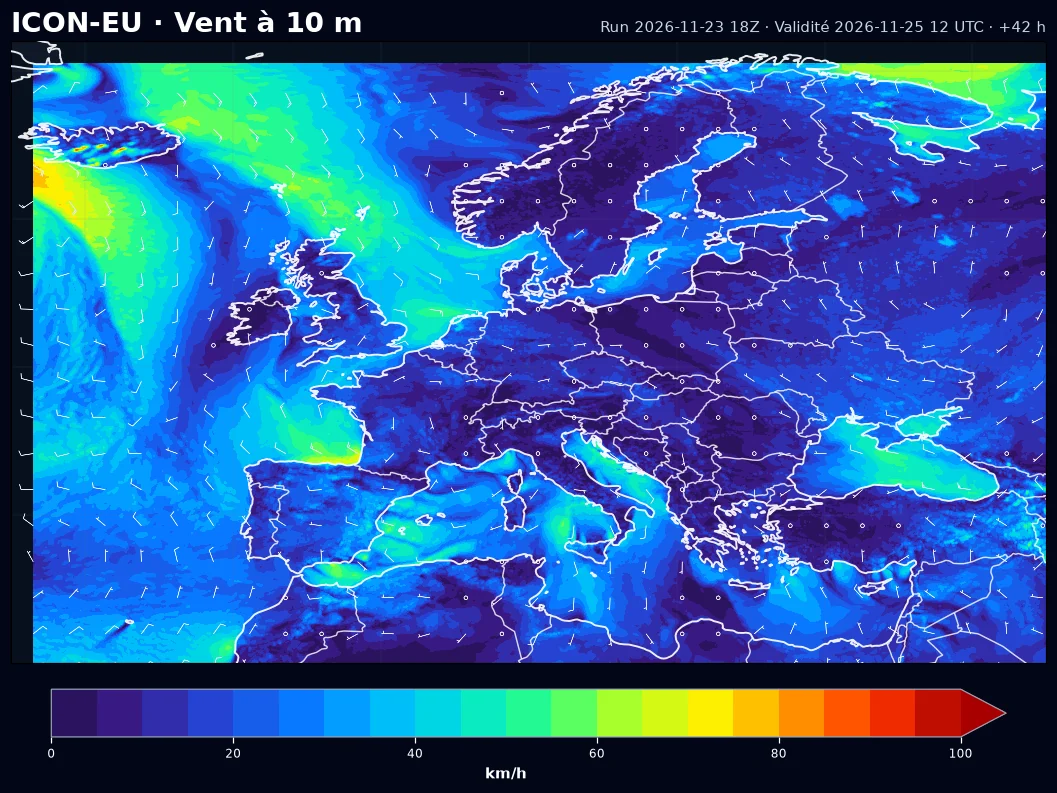 ICON-EU · Vent à 10 m
Run 2026-11-23 18Z · Validité 2026-11-25 12 UTC · +42 h
0 20 40 60 80 100
km/h